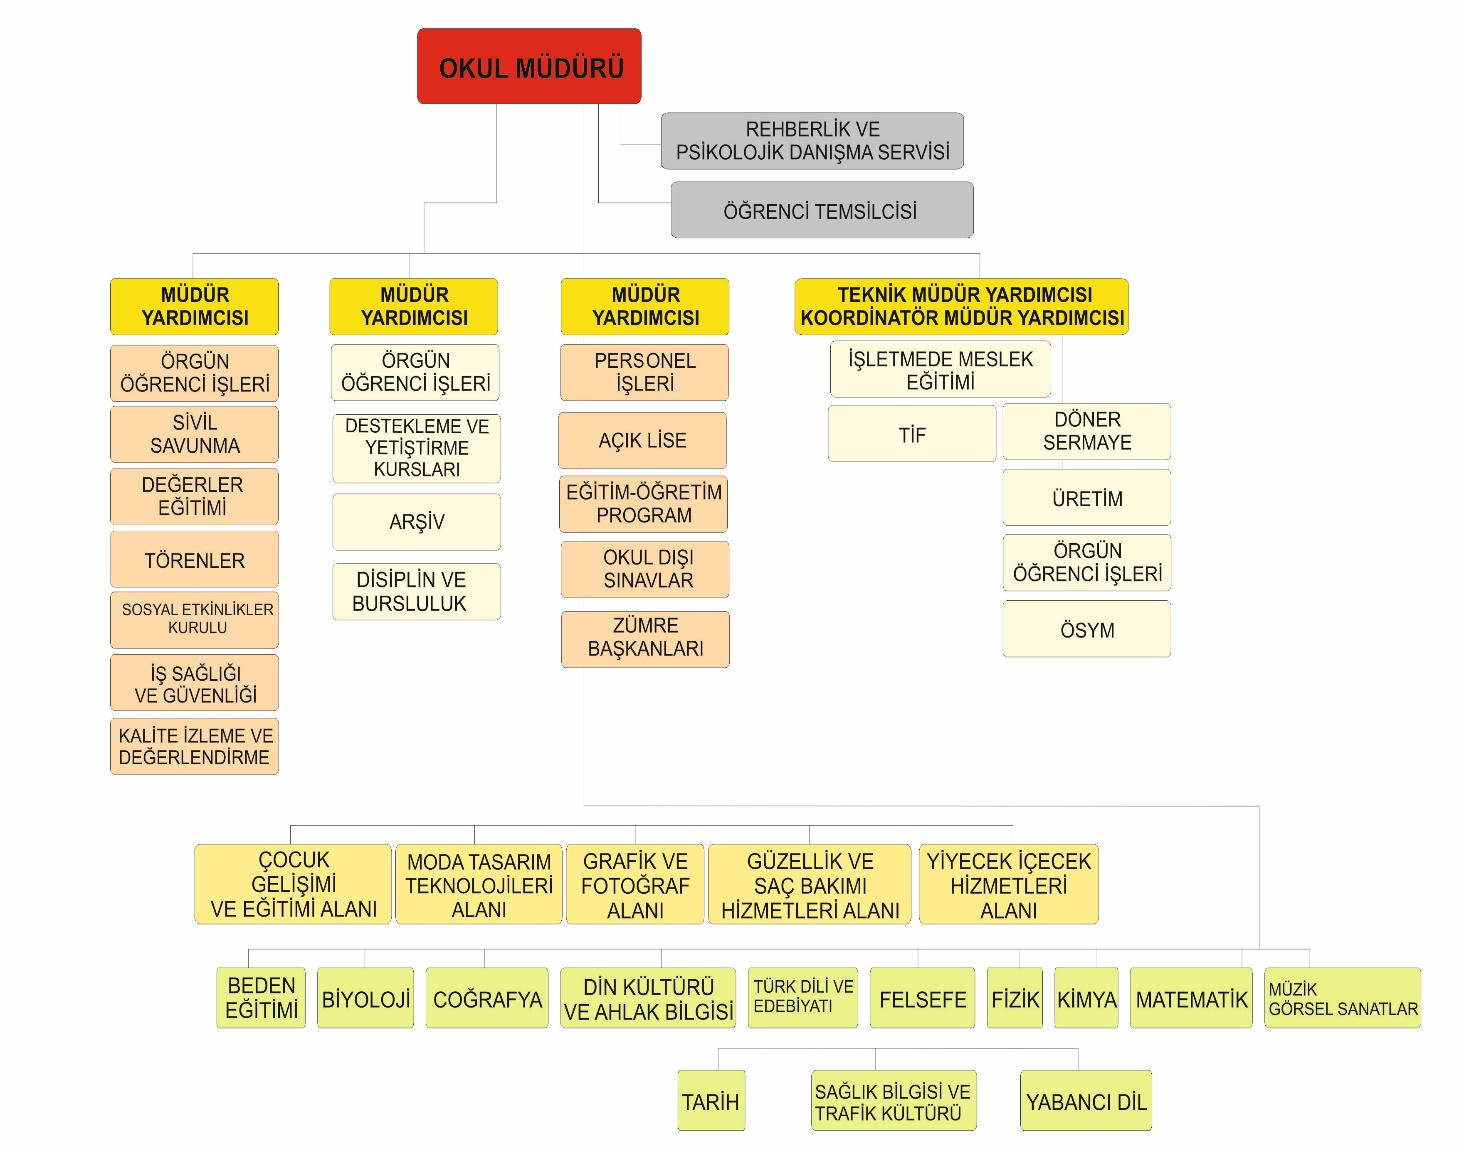 OKUL MÜDÜRÜ
REHBERLİK VE
PSİKOLOJİK DANIŞMA SERVİSİ
ÖĞRENCİ TEMSİLCİSİ
MÜDÜR
YARDIMCISI
ÖRGÜN
ÖĞRENCİ İŞLERİ
SİVİL
SAVUNMA
DEĞERLER
EĞİTİMİ
TÖRENLER
SOSYAL ETKİNLİKLER
KURULU
İŞ SAĞLIĞI
VE GÜVENLİĞİ
KALİTE İZLEME VE
DEĞERLENDİRME
MÜDÜR
YARDIMCISI
ÖRGÜN
ÖĞRENCİ İŞLERİ
DESTEKLEME VE
YETİŞTİRME
KURSLARI
ARŞİV
DİSİPLİN VE
BURSLULUK
MÜDÜR
YARDIMCISI
PERSONEL
İŞLERİ
AÇIK LİSE
EĞİTİM-ÖĞRETİM
PROGRAM
OKUL DIŞI
SINAVLAR
ZÜMRE
BAŞKANLARI
TEKNİK MÜDÜR YARDIMCISI
KOORDİNATÖR MÜDÜR YARDIMCISI
İŞLETMEDE MESLEK
EĞİTİMİ
TİF
DÖNER
SERMAYE
ÜRETİM
ÖRGÜN
ÖĞRENCİ İŞLERİ
ÖSYM
ÇOCUK
GELİŞİMİ
VE EĞİTİMİ ALANI
MODA TASARIM
TEKNOLOJİLERİ
ALANI
GRAFİK VE
FOTOĞRAF
ALANI
GÜZELLİK VE
SAÇ BAKIMI
HİZMETLERİ ALANI
YİYECEK İÇECEK
HİZMETLERİ
ALANI
BEDEN
EĞİTİMİ
BİYOLOJİ
COĞRAFYA
DİN KÜLTÜRÜ
VE AHLAK BİLGİSİ
TÜRK DİLİ VE
EDEBİYATI
FELSEFE
FİZİK
KİMYA
MATEMATİK
MÜZİK
GÖRSEL SANATLAR
TARİH
SAĞLIK BİLGİSİ VE
TRAFİK KÜLTÜRÜ
YABANCI DİL